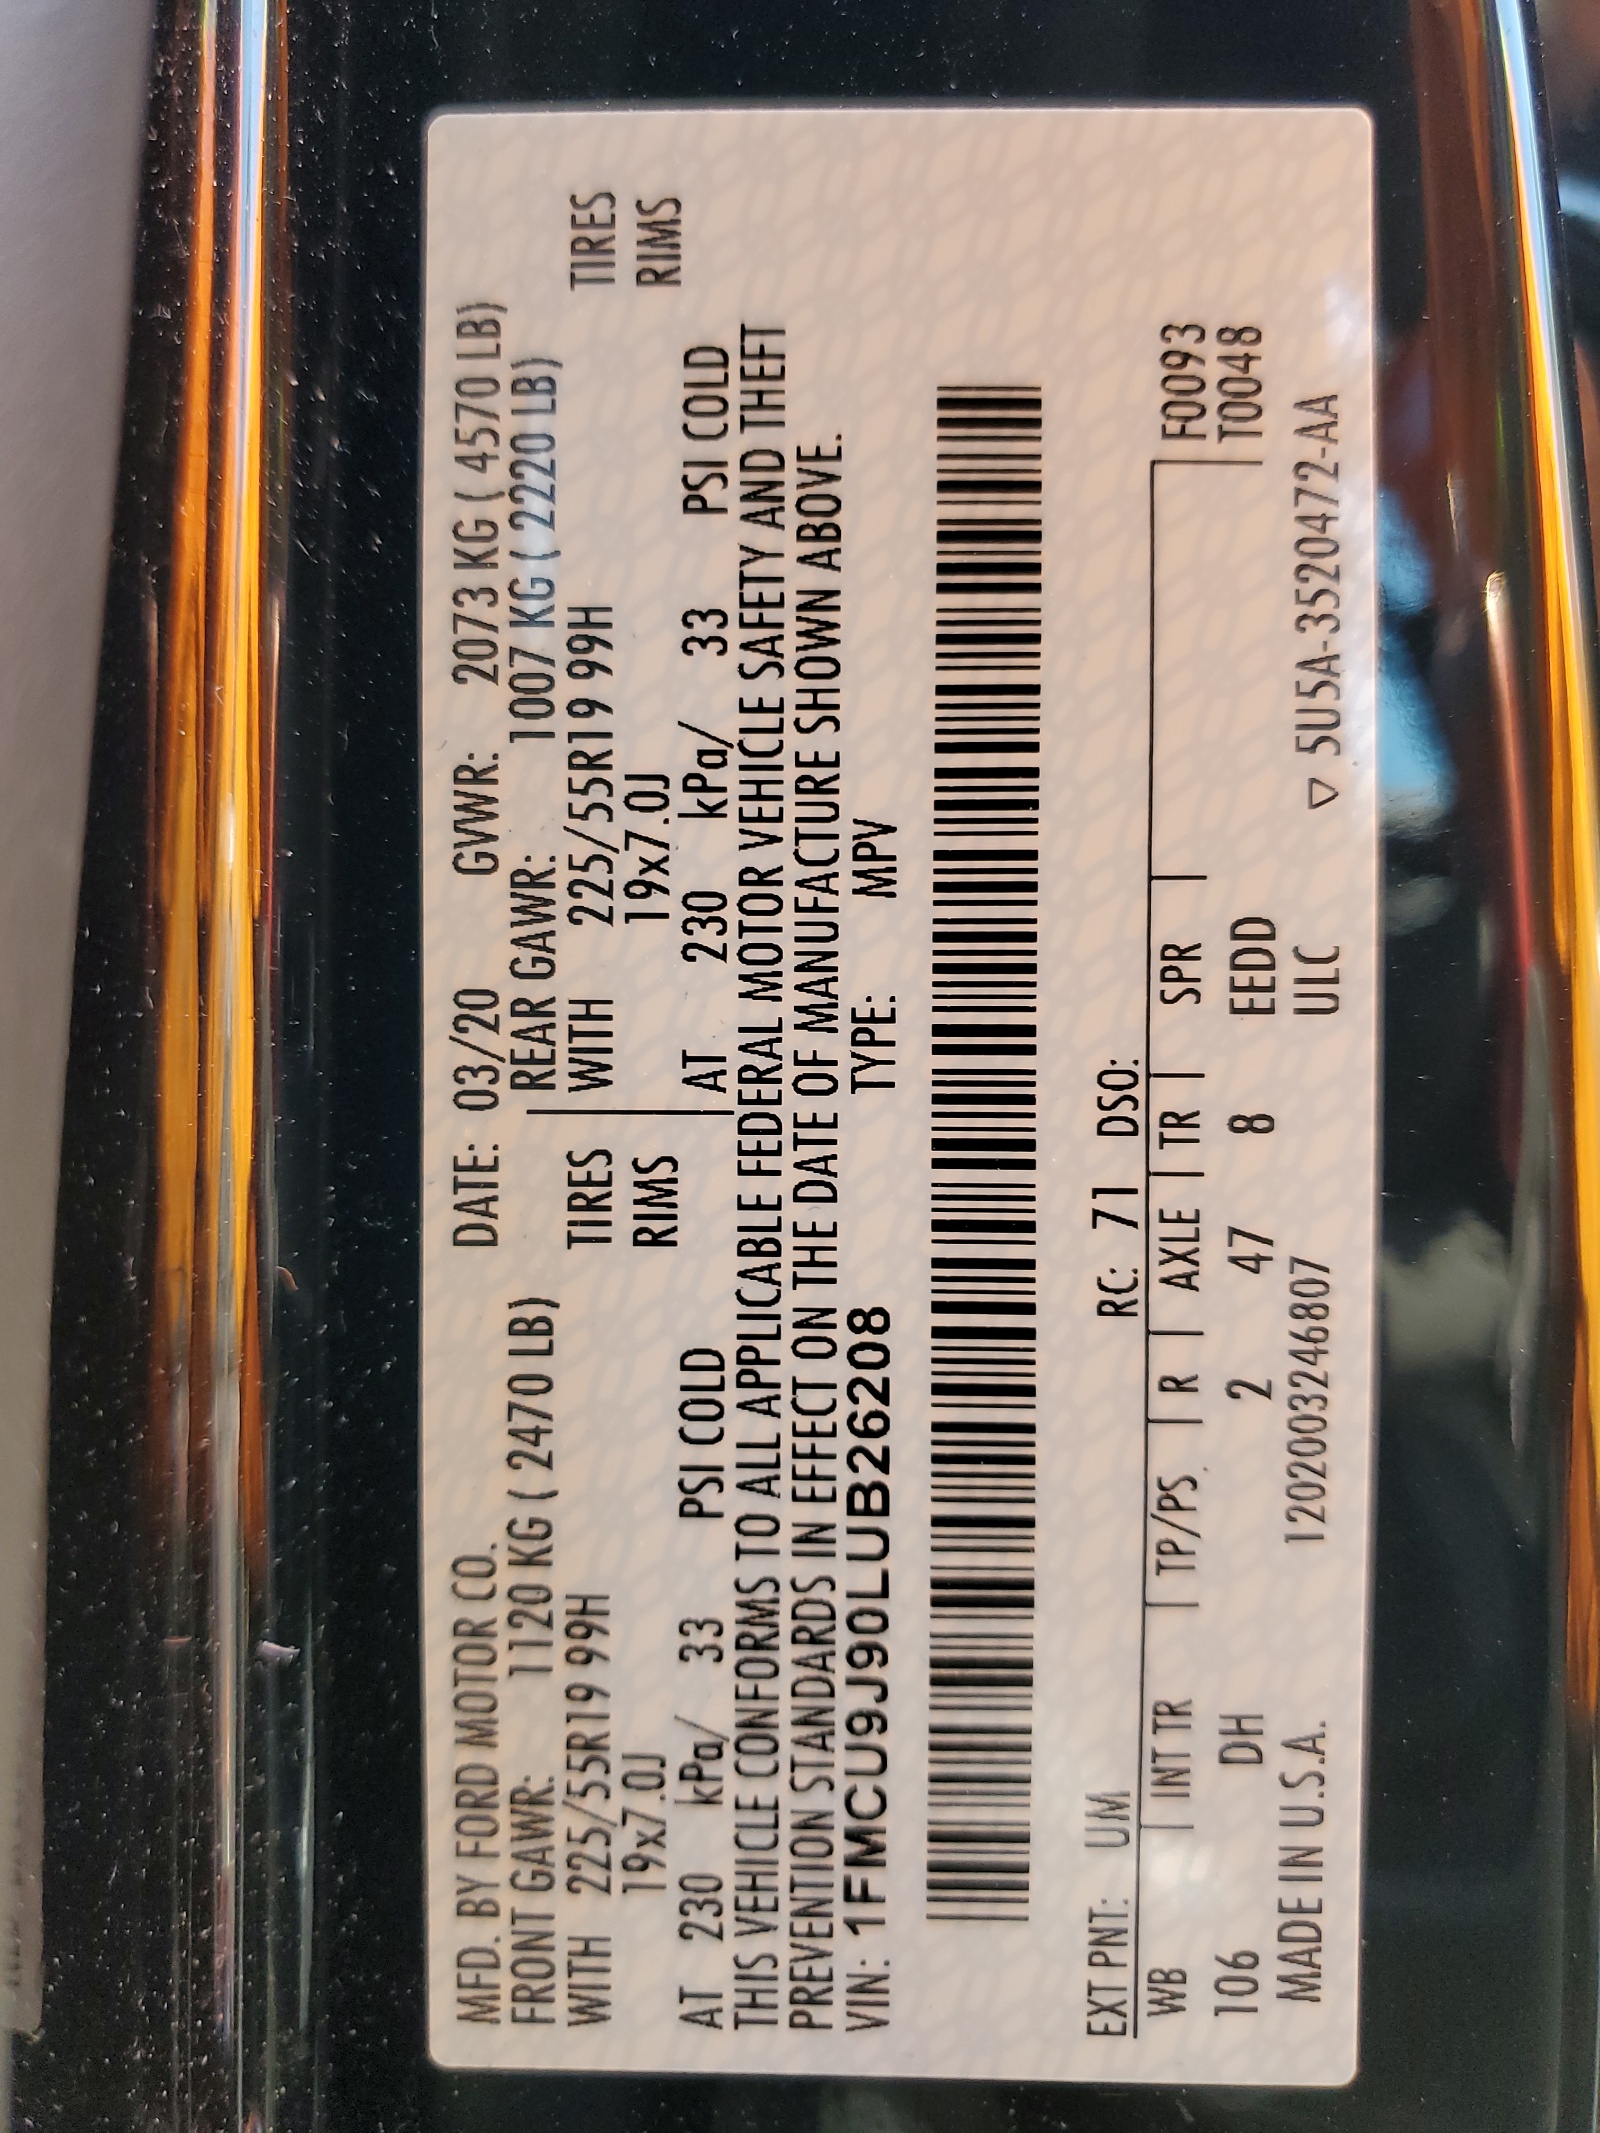 MFD. BY FORD MOTOR CO. DATE: 03/20 GVWR: 2073 KG ( 4570 LB)
FRONT GAWR: 1120 KG ( 2470 LB) REAR GAWR: 1007 KG ( 2220 LB)
WITH 225/55R19 99H TIRES WITH 225/55R19 99H TIRES
19x7.0J RIMS 19x7.0J RIMS
AT 230 kPa/ 33 PSI COLD AT 230 kPa/ 33 PSI COLD
THIS VEHICLE CONFORMS TO ALL APPLICABLE FEDERAL MOTOR VEHICLE SAFETY AND THEFT
PREVENTION STANDARDS IN EFFECT ON THE DATE OF MANUFACTURE SHOWN ABOVE.
VIN: 1FMCU9J90LUB26208 TYPE: MPV
EXT PNT: UM RC: 71 DSO:
WB | INT TR | TP/PS | R | AXLE | TR | SPR | F0093
106 DH 2 47 8 EEDD T0048
MADE IN U.S.A. 120200324​6807 ULC ▽ 5U5A-3520472-AA